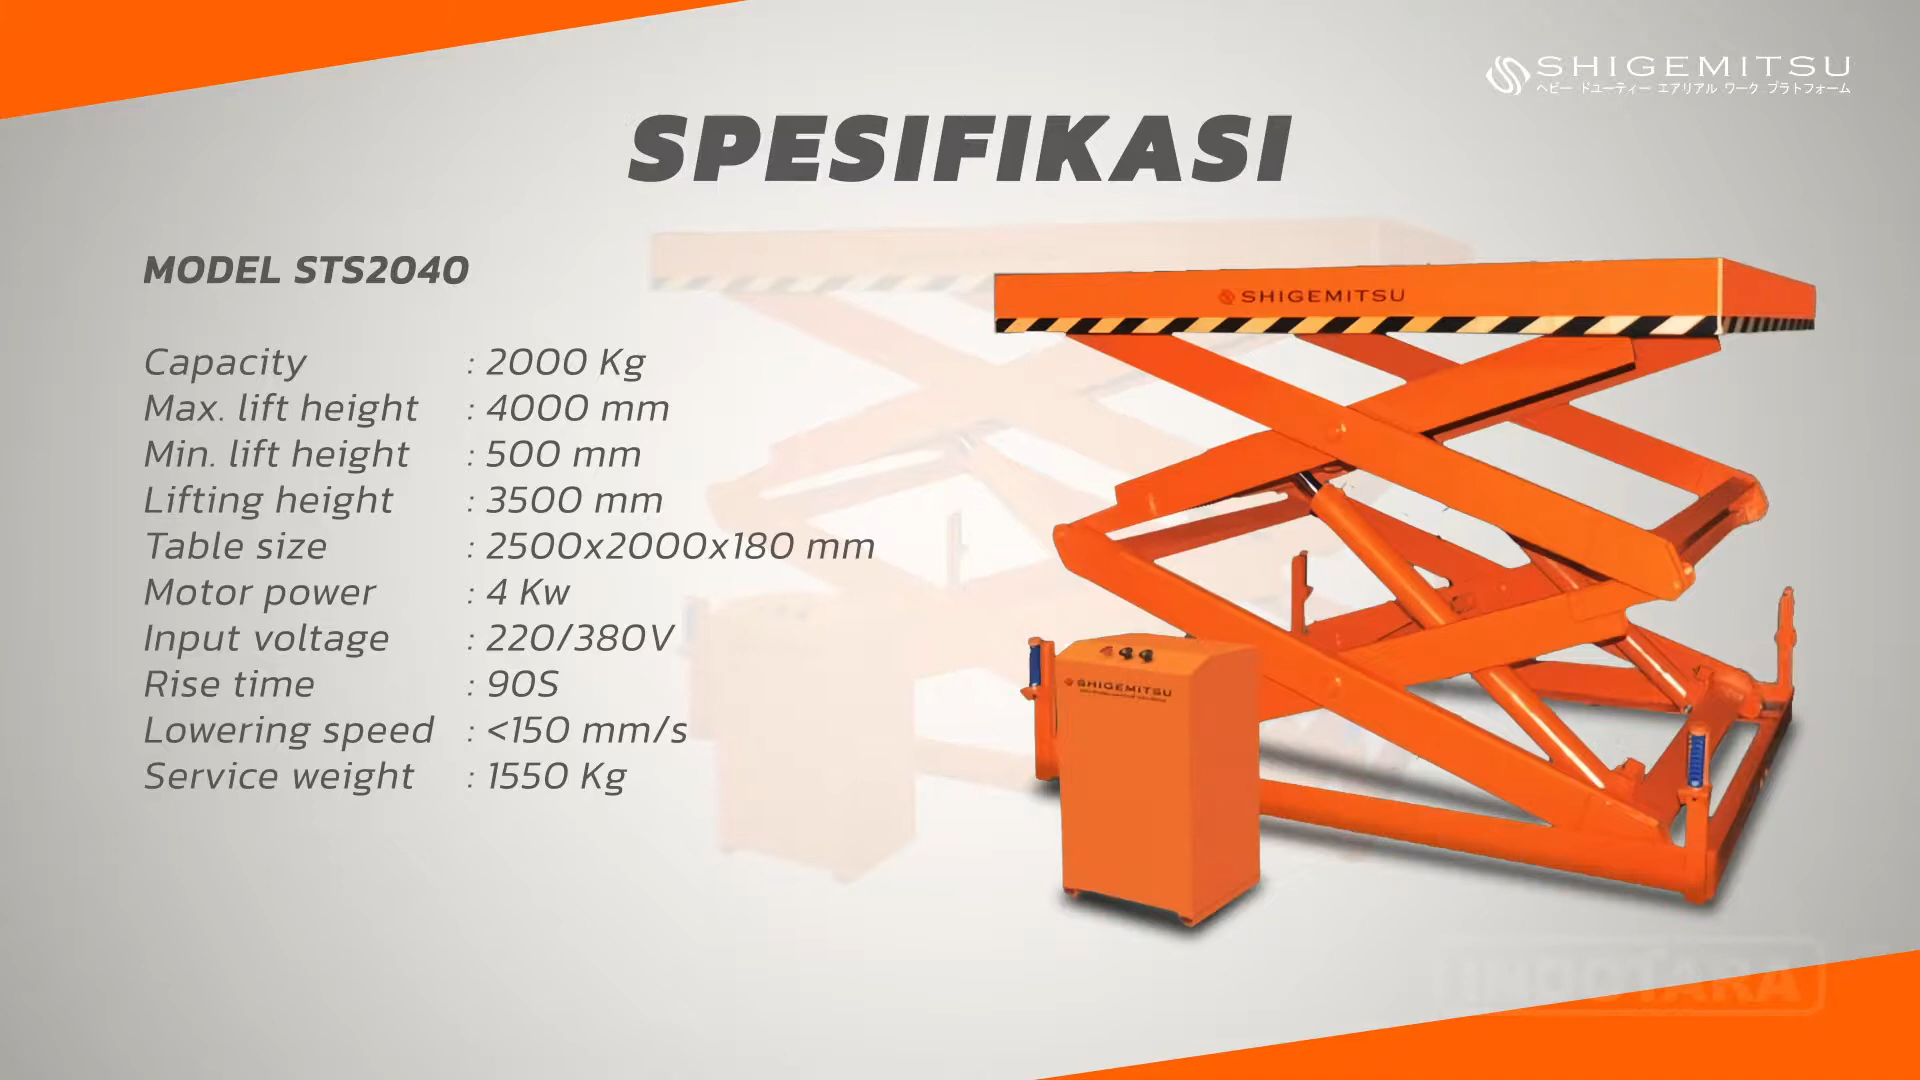 SHIGEMITSU
ヘビー ドューティー エアリアル ワーク プラトフォーム
SPESIFIKASI
MODEL STS2040
SHIGEMITSU
Capacity : 2000 Kg
Max. lift height : 4000 mm
Min. lift height : 500 mm
Lifting height : 3500 mm
Table size : 2500x2000x180 mm
Motor power : 4 Kw
Input voltage : 220/380V
Rise time : 90S
Lowering speed : <150 mm/s
Service weight : 1550 Kg
SHIGEMITSU
INDOTARA